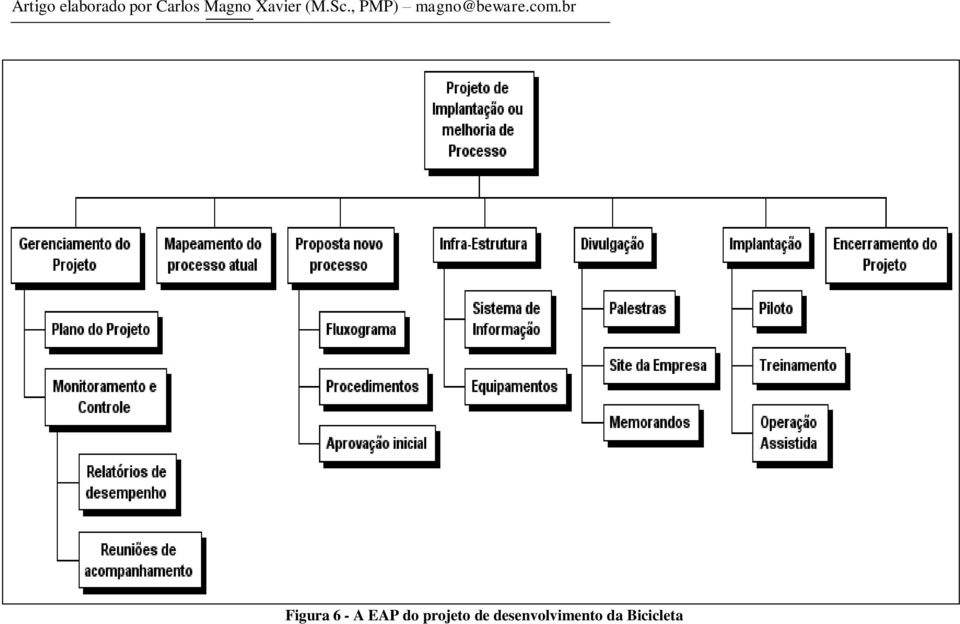 Artigo elaborado por Carlos Magno Xavier (M.Sc., PMP) – magno@beware.com.br
Projeto de
Implantação ou
melhoria de
Processo
Gerenciamento do
Projeto
Mapeamento do
processo atual
Proposta novo
processo
Infra-Estrutura
Divulgação
Implantação
Encerramento do
Projeto
Plano do Projeto
Monitoramento e
Controle
Relatórios de
desempenho
Reuniões de
acompanhamento
Fluxograma
Procedimentos
Aprovação inicial
Sistema de
Informação
Equipamentos
Palestras
Site da Empresa
Memorandos
Piloto
Treinamento
Operação
Assistida
Figura 6 - A EAP do projeto de desenvolvimento da Bicicleta